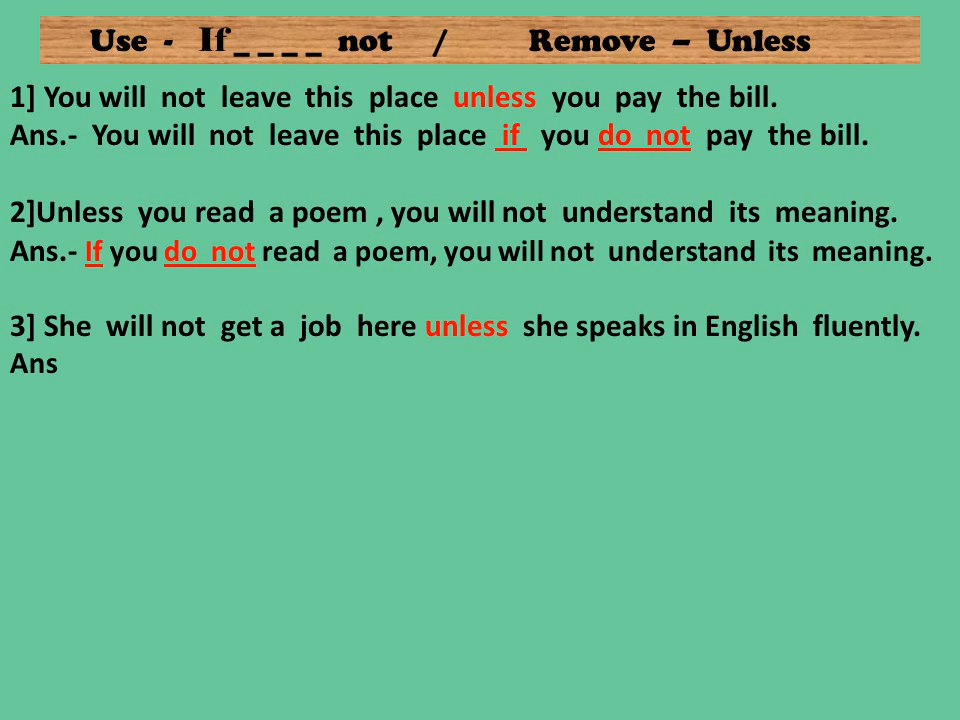 Use - If _ _ _ _ not / Remove – Unless
1] You will not leave this place unless you pay the bill.
Ans.- You will not leave this place if you do not pay the bill.
2]Unless you read a poem , you will not understand its meaning.
Ans.- If you do not read a poem, you will not understand its meaning.
3] She will not get a job here unless she speaks in English fluently.
Ans